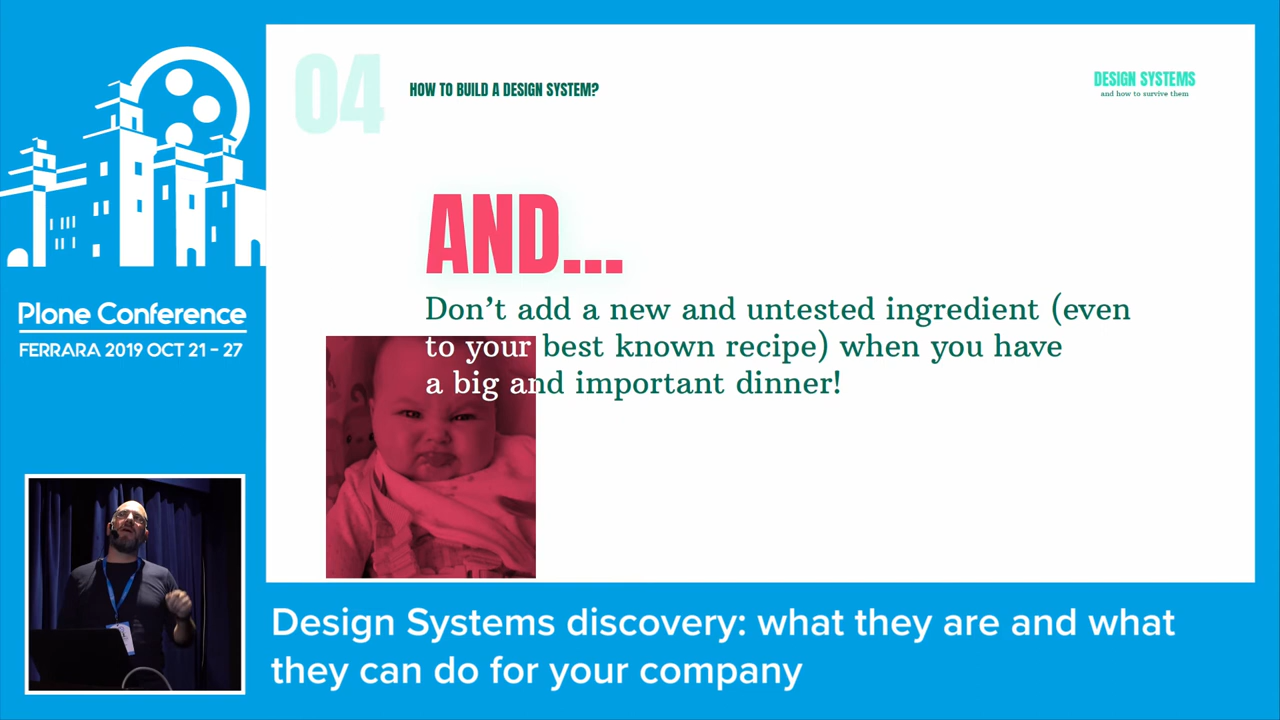 04
HOW TO BUILD A DESIGN SYSTEM?
DESIGN SYSTEMS
and how to survive them
AND...
Don’t add a new and untested ingredient (even
to your best known recipe) when you have
a big and important dinner!
Plone Conference
FERRARA 2019 OCT 21 - 27
Design Systems discovery: what they are and what
they can do for your company